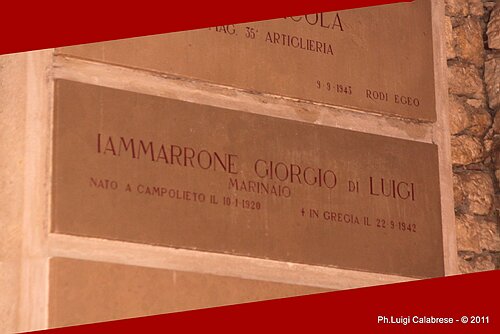 MAG. 35° ARTIGLIERIA
9-9-1943 RODI EGEO
IAMMARRONE GIORGIO DI LUIGI
MARINAIO
NATO A CAMPOLIETO IL 10-1-1920
✝ IN GRECIA IL 22-9-1942
Ph.Luigi Calabrese - © 2011